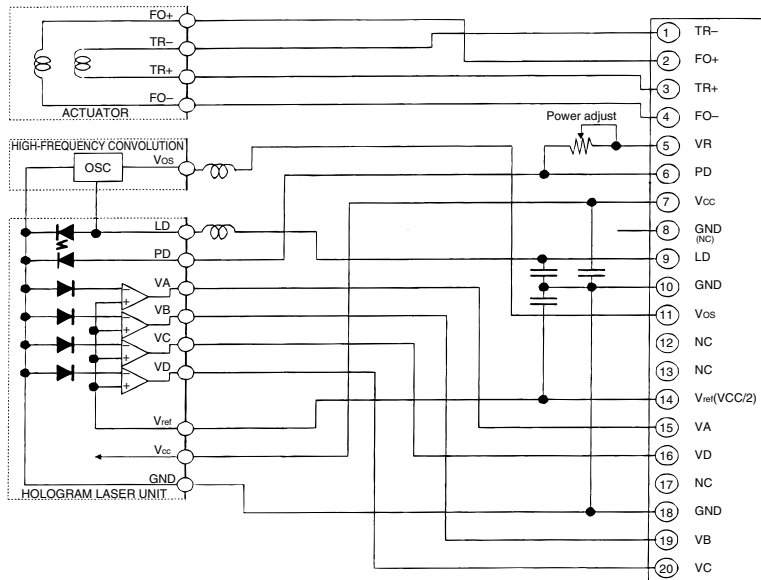 FO+
TR–
TR+
FO–
ACTUATOR
HIGH-FREQUENCY CONVOLUTION
OSC
Vos
LD
PD
VA
VB
VC
VD
Vref
Vcc
GND
HOLOGRAM LASER UNIT
Power adjust
1 TR–
2 FO+
3 TR+
4 FO–
5 VR
6 PD
7 Vcc
8 GND
(NC)
9 LD
10 GND
11 Vos
12 NC
13 NC
14 Vref(VCC/2)
15 VA
16 VD
17 NC
18 GND
19 VB
20 VC